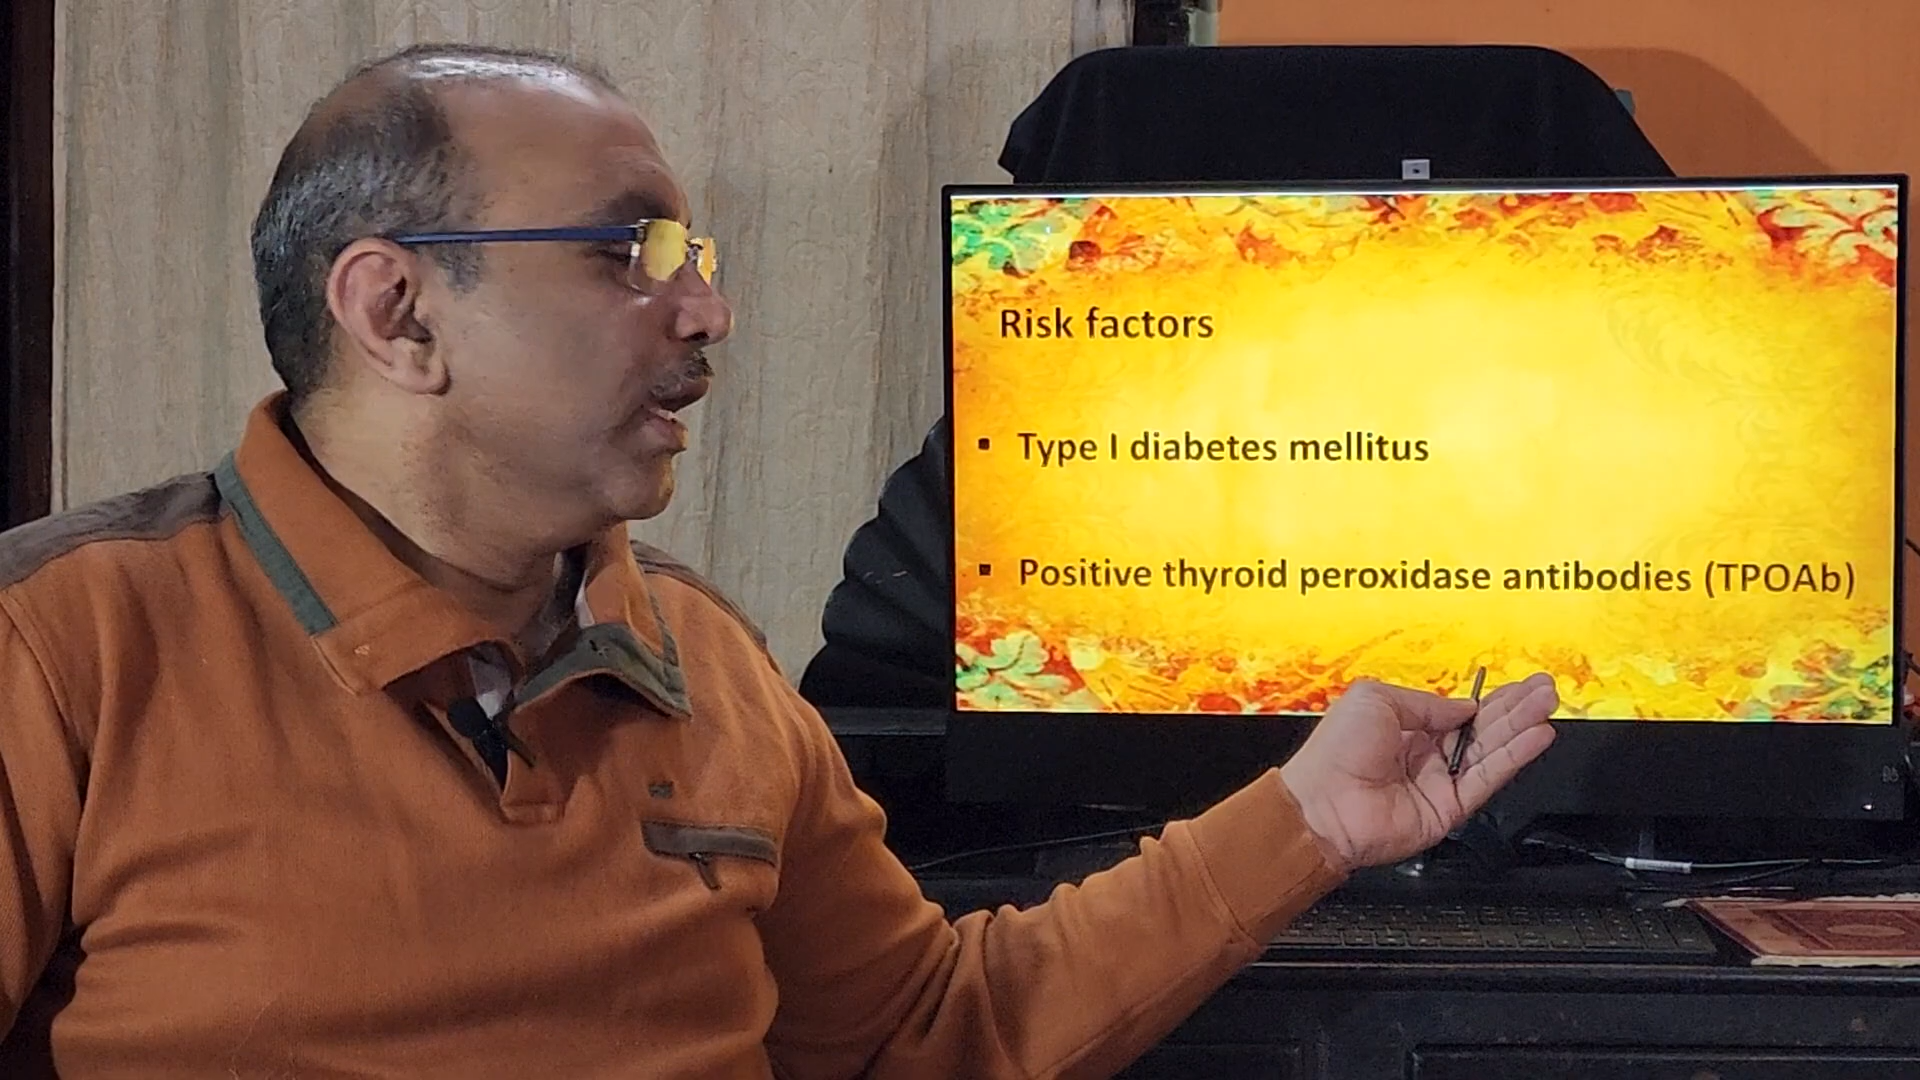 Risk factors
▪ Type I diabetes mellitus
▪ Positive thyroid peroxidase antibodies (TPOAb)